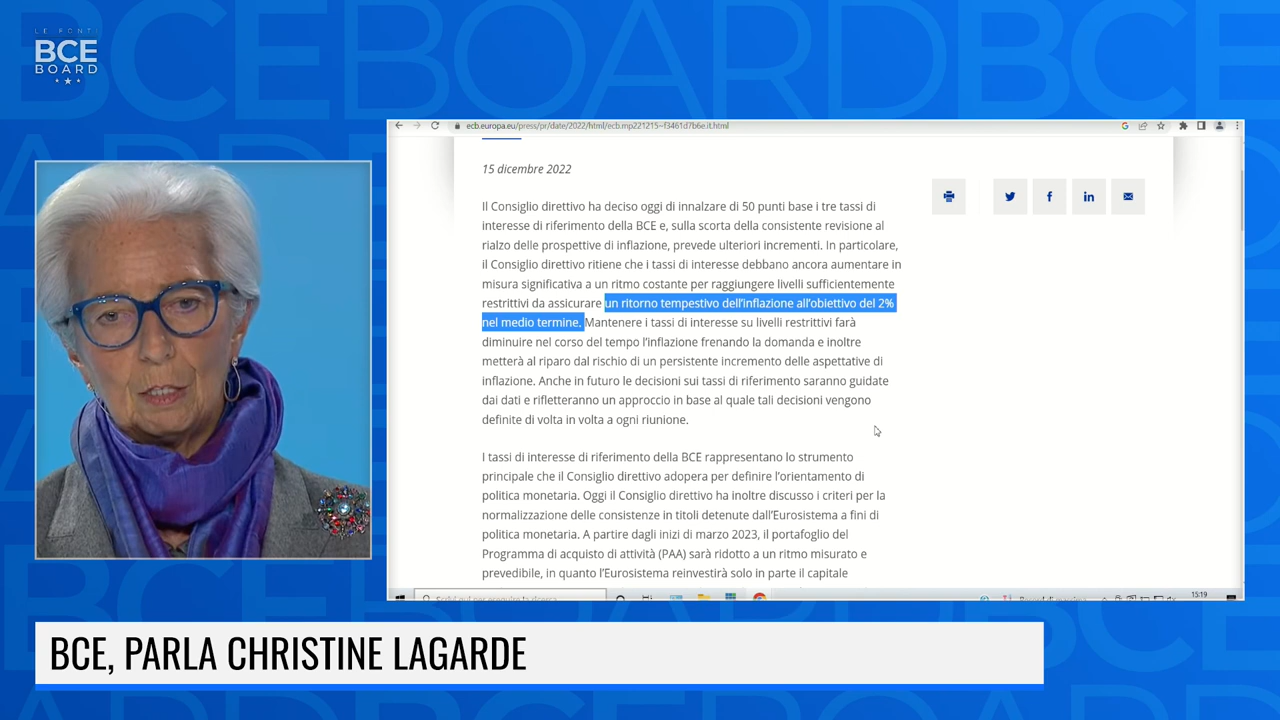 LE FONTI
BCE
BOARD
BCEBOARDBCE
ecb.europa.eu/press/pr/date/2022/html/ecb.mp221215~f3461d7b6e.it.html
15 dicembre 2022
Il Consiglio direttivo ha deciso oggi di innalzare di 50 punti base i tre tassi di
interesse di riferimento della BCE e, sulla scorta della consistente revisione al
rialzo delle prospettive di inflazione, prevede ulteriori incrementi. In particolare,
il Consiglio direttivo ritiene che i tassi di interesse debbano ancora aumentare in
misura significativa a un ritmo costante per raggiungere livelli sufficientemente
restrittivi da assicurare un ritorno tempestivo dell’inflazione all’obiettivo del 2%
nel medio termine. Mantenere i tassi di interesse su livelli restrittivi farà
diminuire nel corso del tempo l’inflazione frenando la domanda e inoltre
metterà al riparo dal rischio di un persistente incremento delle aspettative di
inflazione. Anche in futuro le decisioni sui tassi di riferimento saranno guidate
dai dati e rifletteranno un approccio in base al quale tali decisioni vengono
definite di volta in volta a ogni riunione.
I tassi di interesse di riferimento della BCE rappresentano lo strumento
principale che il Consiglio direttivo adopera per definire l’orientamento di
politica monetaria. Oggi il Consiglio direttivo ha inoltre discusso i criteri per la
normalizzazione delle consistenze in titoli detenute dall’Eurosistema a fini di
politica monetaria. A partire dagli inizi di marzo 2023, il portafoglio del
Programma di acquisto di attività (PAA) sarà ridotto a un ritmo misurato e
prevedibile, in quanto l’Eurosistema reinvestirà solo in parte il capitale
Scrivi qui per eseguire la ricerca
15:19
BCE, PARLA CHRISTINE LAGARDE